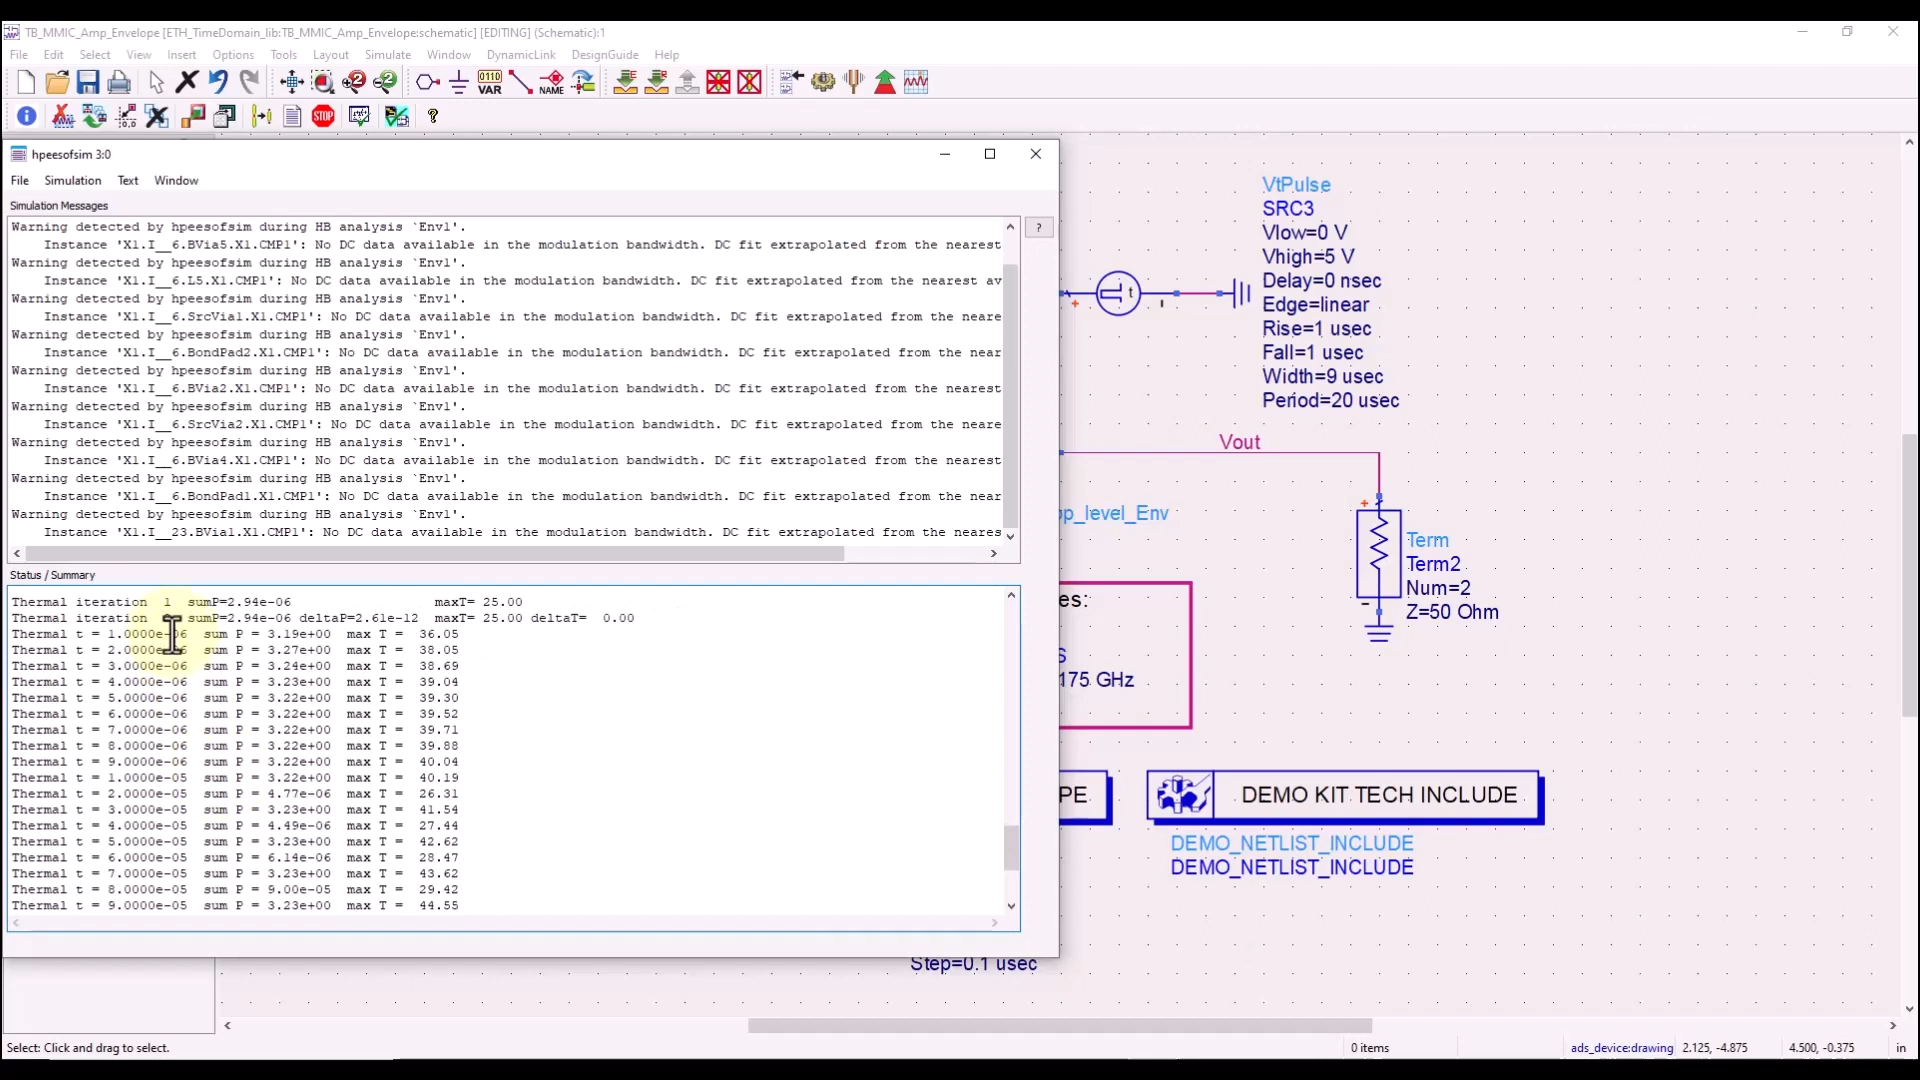 TB_MMIC_Amp_Envelope [ETH_TimeDomain_lib:TB_MMIC_Amp_Envelope:schematic] [EDITING] (Schematic):1
File Edit Select View Insert Options Tools Layout Simulate Window DynamicLink DesignGuide Help
0110
VAR
NAME
STOP
hpeesofsim 3:0
File Simulation Text Window
Simulation Messages
Warning detected by hpeesofsim during HB analysis `Env1'.
Instance 'X1.I__6.BVia5.X1.CMP1': No DC data available in the modulation bandwidth. DC fit extrapolated from the nearest
Warning detected by hpeesofsim during HB analysis `Env1'.
Instance 'X1.I__6.L5.X1.CMP1': No DC data available in the modulation bandwidth. DC fit extrapolated from the nearest av
Warning detected by hpeesofsim during HB analysis `Env1'.
Instance 'X1.I__6.SrcVia1.X1.CMP1': No DC data available in the modulation bandwidth. DC fit extrapolated from the neare
Warning detected by hpeesofsim during HB analysis `Env1'.
Instance 'X1.I__6.BondPad2.X1.CMP1': No DC data available in the modulation bandwidth. DC fit extrapolated from the near
Warning detected by hpeesofsim during HB analysis `Env1'.
Instance 'X1.I__6.BVia2.X1.CMP1': No DC data available in the modulation bandwidth. DC fit extrapolated from the nearest
Warning detected by hpeesofsim during HB analysis `Env1'.
Instance 'X1.I__6.SrcVia2.X1.CMP1': No DC data available in the modulation bandwidth. DC fit extrapolated from the neare
Warning detected by hpeesofsim during HB analysis `Env1'.
Instance 'X1.I__6.BVia4.X1.CMP1': No DC data available in the modulation bandwidth. DC fit extrapolated from the nearest
Warning detected by hpeesofsim during HB analysis `Env1'.
Instance 'X1.I__6.BondPad1.X1.CMP1': No DC data available in the modulation bandwidth. DC fit extrapolated from the near
Warning detected by hpeesofsim during HB analysis `Env1'.
Instance 'X1.I__23.BVia1.X1.CMP1': No DC data available in the modulation bandwidth. DC fit extrapolated from the neares
Status / Summary
Thermal iteration 1 sumP=2.94e-06 maxT= 25.00
Thermal iteration sumP=2.94e-06 deltaP=2.61e-12 maxT= 25.00 deltaT= 0.00
Thermal t = 1.0000e-06 sum P = 3.19e+00 max T = 36.05
Thermal t = 2.0000e-06 sum P = 3.27e+00 max T = 38.05
Thermal t = 3.0000e-06 sum P = 3.24e+00 max T = 38.69
Thermal t = 4.0000e-06 sum P = 3.23e+00 max T = 39.04
Thermal t = 5.0000e-06 sum P = 3.22e+00 max T = 39.30
Thermal t = 6.0000e-06 sum P = 3.22e+00 max T = 39.52
Thermal t = 7.0000e-06 sum P = 3.22e+00 max T = 39.71
Thermal t = 8.0000e-06 sum P = 3.22e+00 max T = 39.88
Thermal t = 9.0000e-06 sum P = 3.22e+00 max T = 40.04
Thermal t = 1.0000e-05 sum P = 3.22e+00 max T = 40.19
Thermal t = 2.0000e-05 sum P = 4.77e-06 max T = 26.31
Thermal t = 3.0000e-05 sum P = 3.23e+00 max T = 41.54
Thermal t = 4.0000e-05 sum P = 4.49e-06 max T = 27.44
Thermal t = 5.0000e-05 sum P = 3.23e+00 max T = 42.62
Thermal t = 6.0000e-05 sum P = 6.14e-06 max T = 28.47
Thermal t = 7.0000e-05 sum P = 3.23e+00 max T = 43.62
Thermal t = 8.0000e-05 sum P = 9.00e-05 max T = 29.42
Thermal t = 9.0000e-05 sum P = 3.23e+00 max T = 44.55
VtPulse
SRC3
Vlow=0 V
Vhigh=5 V
Delay=0 nsec
Edge=linear
Rise=1 usec
Fall=1 usec
Width=9 usec
Period=20 usec
t
Vout
p_level_Env
Term
Term2
Num=2
Z=50 Ohm
es:
S
175 GHz
PE
DEMO KIT TECH INCLUDE
DEMO_NETLIST_INCLUDE
DEMO_NETLIST_INCLUDE
Step=0.1 usec
Select: Click and drag to select.
0 items
ads_device:drawing 2.125, -4.875 4.500, -0.375 in